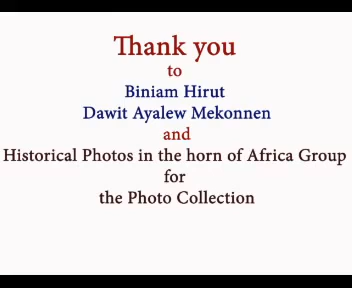 Thank you
to
Biniam Hirut
Dawit Ayalew Mekonnen
and
Historical Photos in the horn of Africa Group
for
the Photo Collection